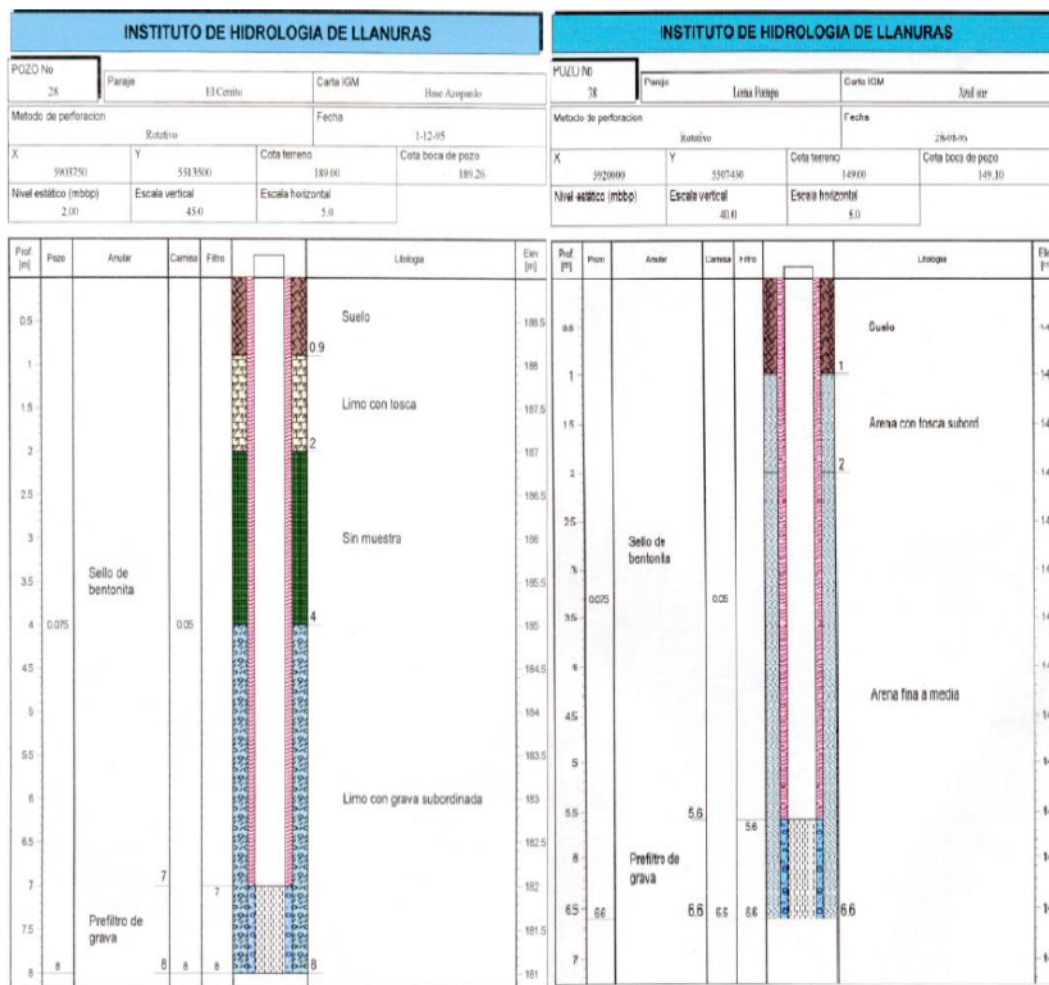 INSTITUTO DE HIDROLOGIA DE LLANURAS
POZO No
28
Paraje
El Cerrito
Carta IGM
Base Azopardo
Metodo de perforacion
Rotativo
Fecha
1-12-95
X
5903750
Y
5513500
Cota terreno
189.00
Cota boca de pozo
189.26
Nivel estático (mbbp)
2.00
Escala vertical
45.0
Escala horizontal
5.0
Prof. [m]
Pozo
Anular
Camisa
Filtro
Litologia
Elev [m]
0.5
Suelo
188.5
0.9
1
188
1.5
Limo con tosca
187.5
2
2
187
2.5
186.5
3
Sin muestra
186
3.5
Sello de
bentonita
185.5
4
4
0.075
0.05
185
4.5
184.5
5
184
5.5
183.5
6
Limo con grava subordinada
183
6.5
182.5
7
7
7
182
7.5
Prefiltro de
grava
181.5
8
8
8
8
8
8
181
INSTITUTO DE HIDROLOGIA DE LLANURAS
POZO No
38
Paraje
Loma Pampa
Carta IGM
Azul sur
Metodo de perforacion
Rotativo
Fecha
28-01-96
X
5920000
Y
5507450
Cota terreno
149.00
Cota boca de pozo
149.10
Nivel estático (mbbp)
Escala vertical
40.0
Escala horizontal
Prof. [m]
Pozo
Anular
Camisa
Filtro
Litologia
0.5
Suelo
1
1
1.5
Arena con tosca subord
2
2
2.5
Sello de
bentonita
3
0.075
0.05
3.5
4
Arena fina a media
4.5
5
5.5
5.6
5.6
6
Prefiltro de
grava
6.5
6.6
6.6
6.6
6.6
6.6
7